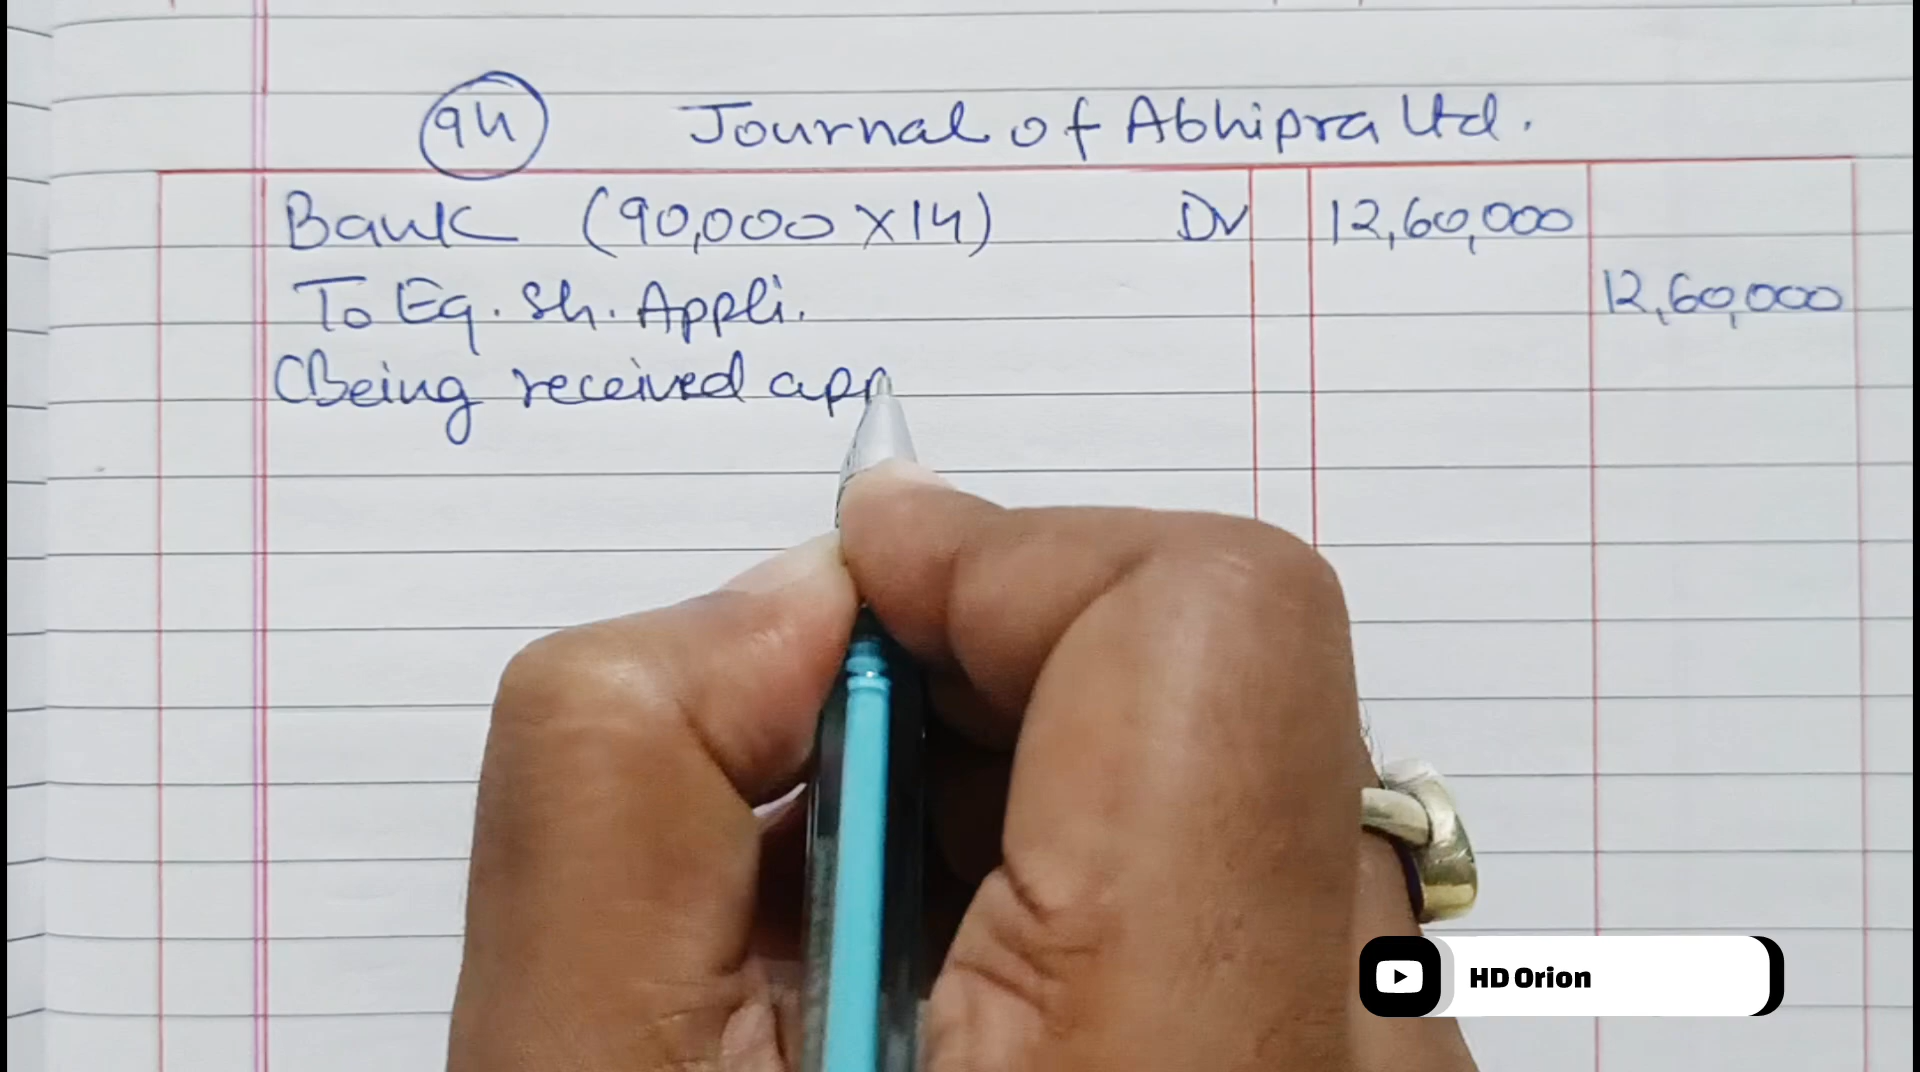 94 Journal of Abhipra Ltd.
Bank (90,000 X 14) Dr 12,60,000
To Eq. Sh. Appli. 12,60,000
(Being received app
HD Orion